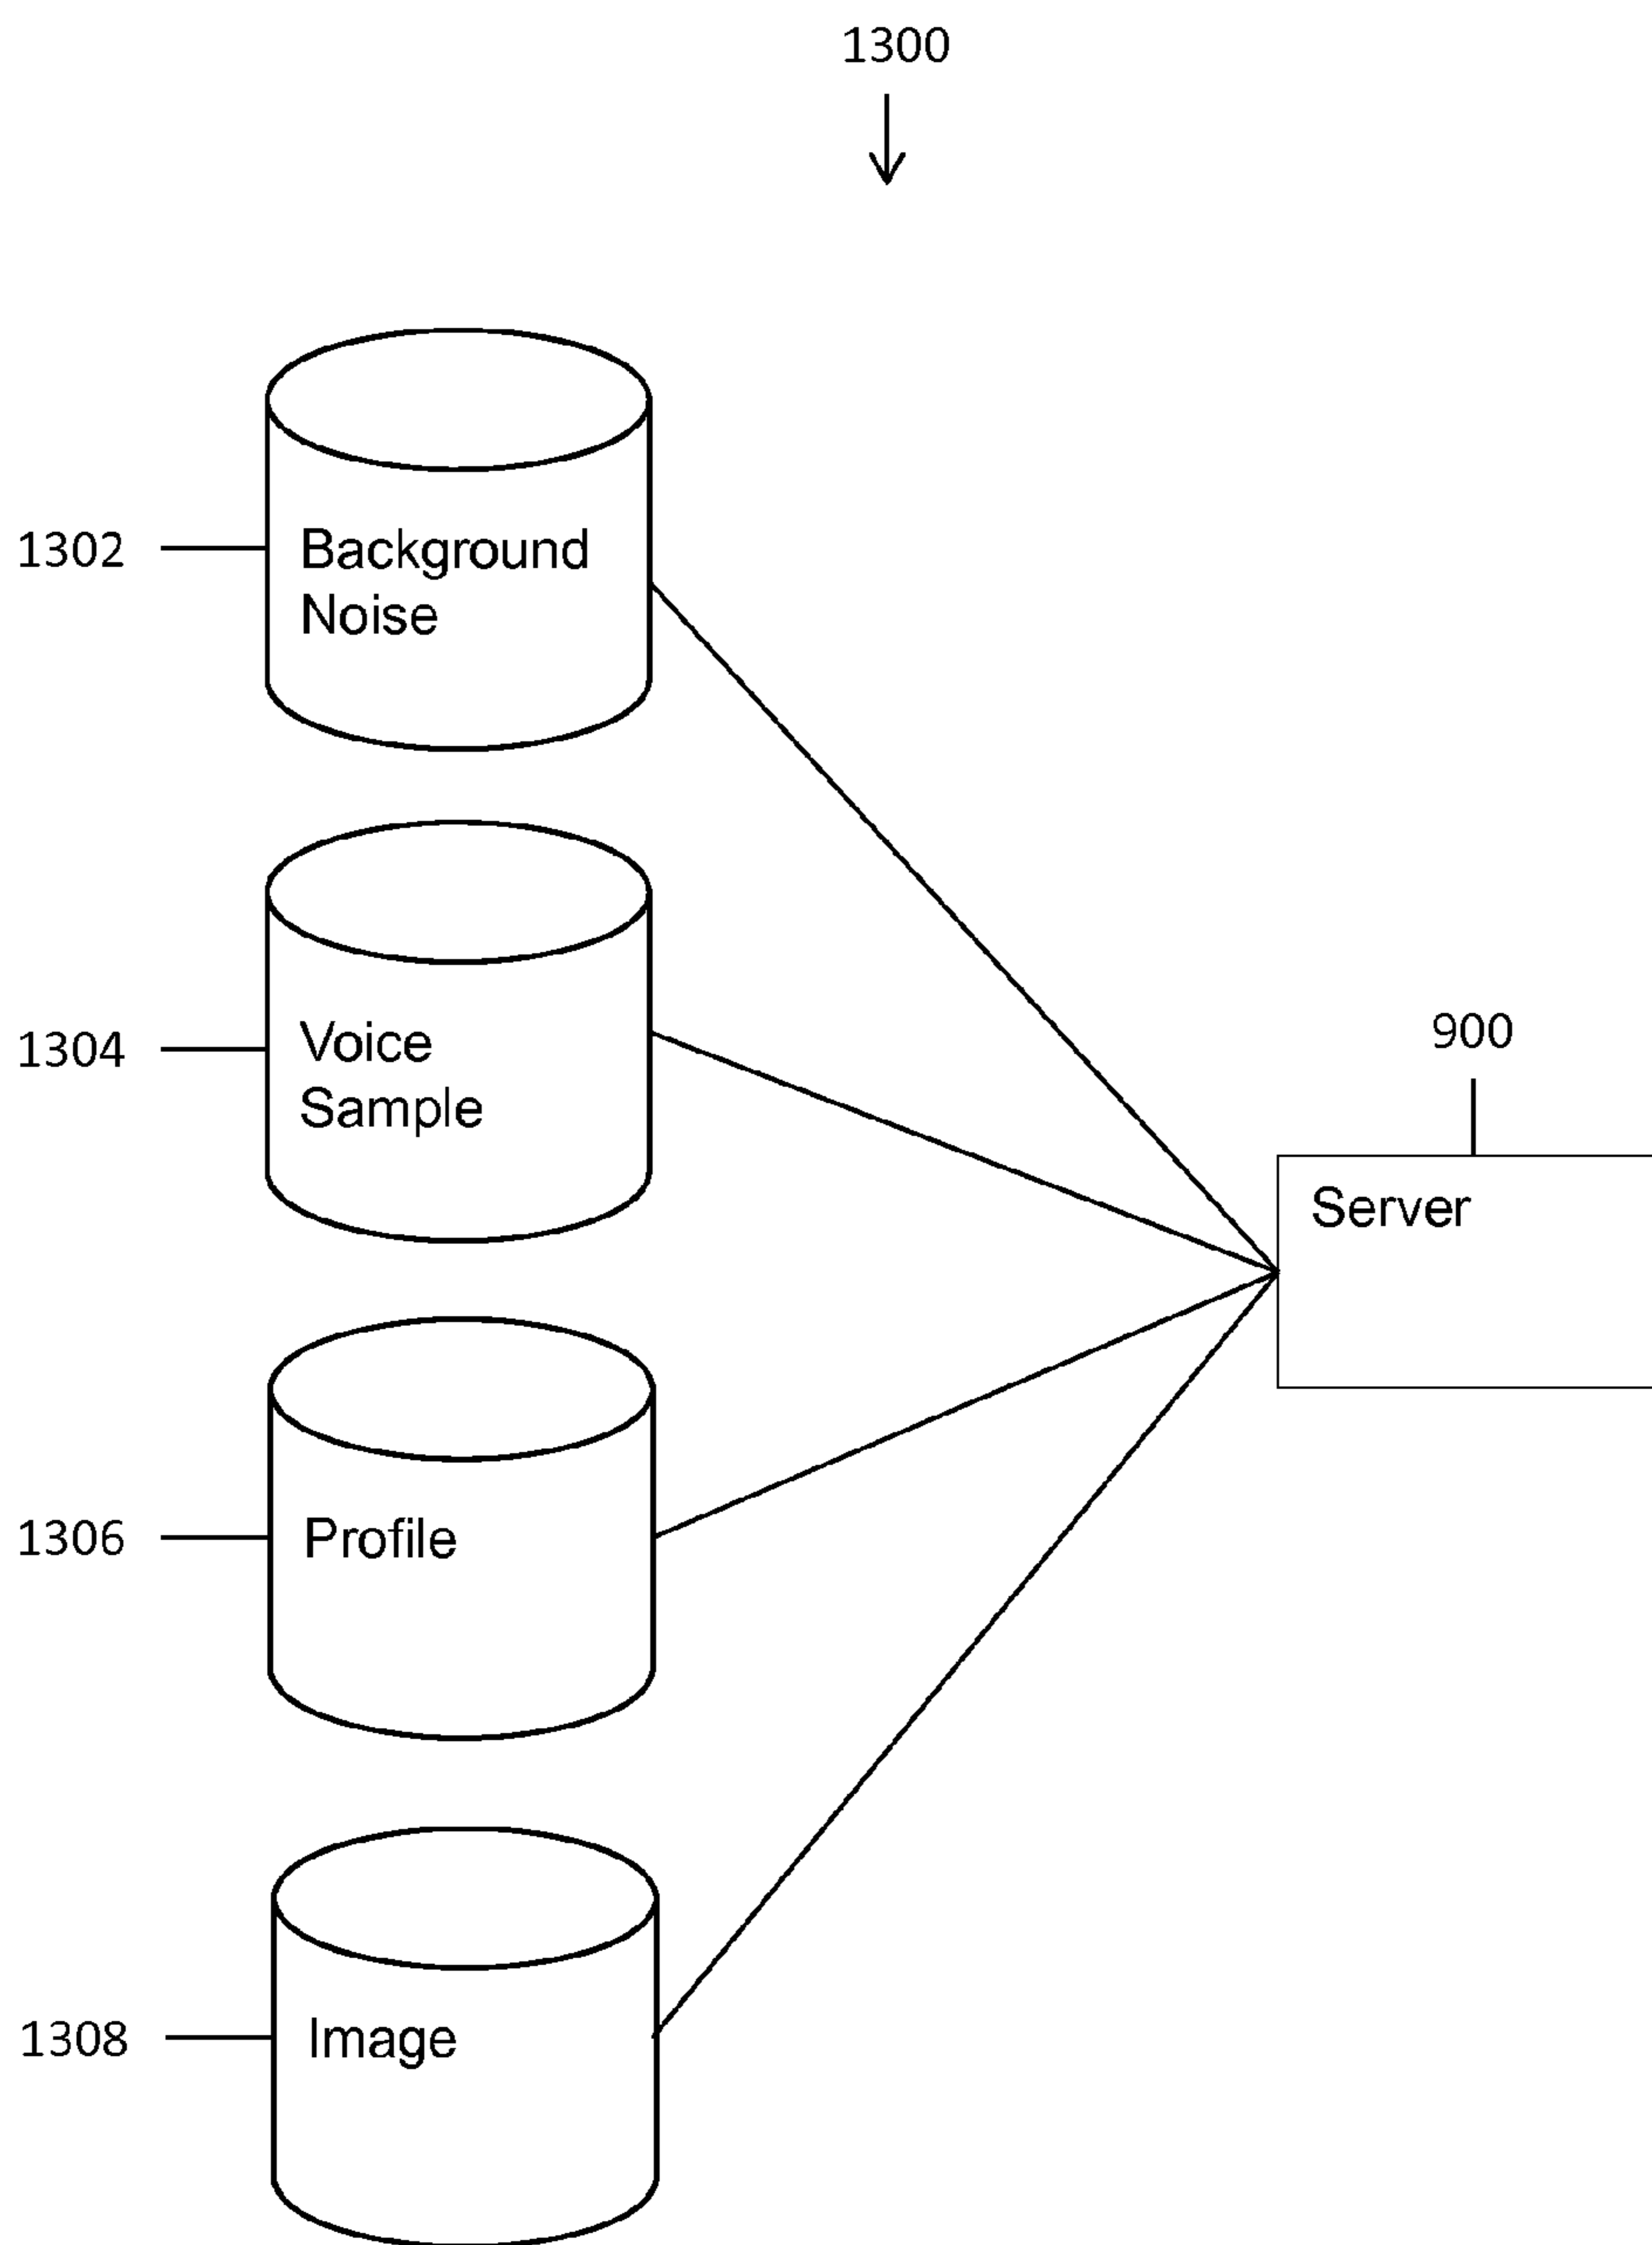 1300
1302
Background
Noise
1304
Voice
Sample
900
Server
1306
Profile
1308
Image